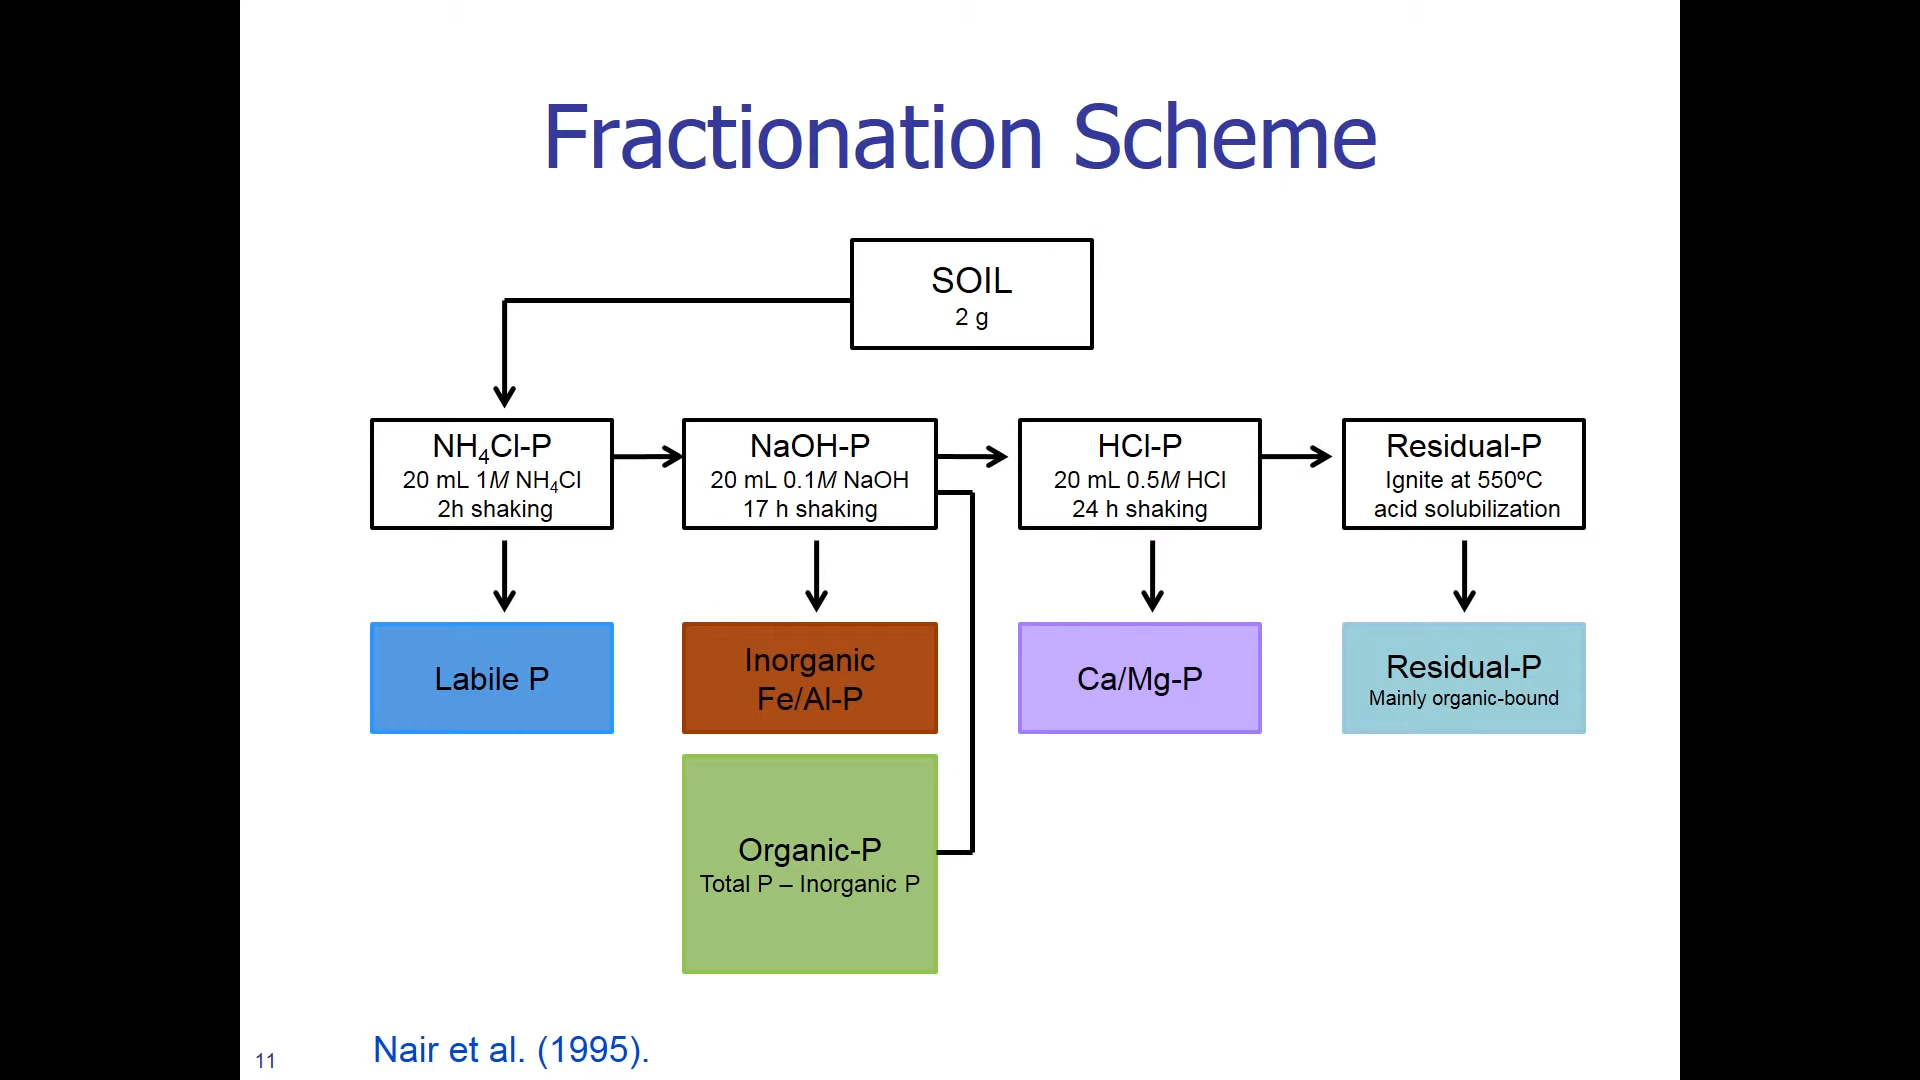 Fractionation Scheme
SOIL
2 g
NH₄Cl-P
20 mL 1M NH₄Cl
2h shaking
NaOH-P
20 mL 0.1M NaOH
17 h shaking
HCl-P
20 mL 0.5M HCl
24 h shaking
Residual-P
Ignite at 550ºC
acid solubilization
Labile P
Inorganic
Fe/Al-P
Ca/Mg-P
Residual-P
Mainly organic-bound
Organic-P
Total P – Inorganic P
11
Nair et al. (1995).